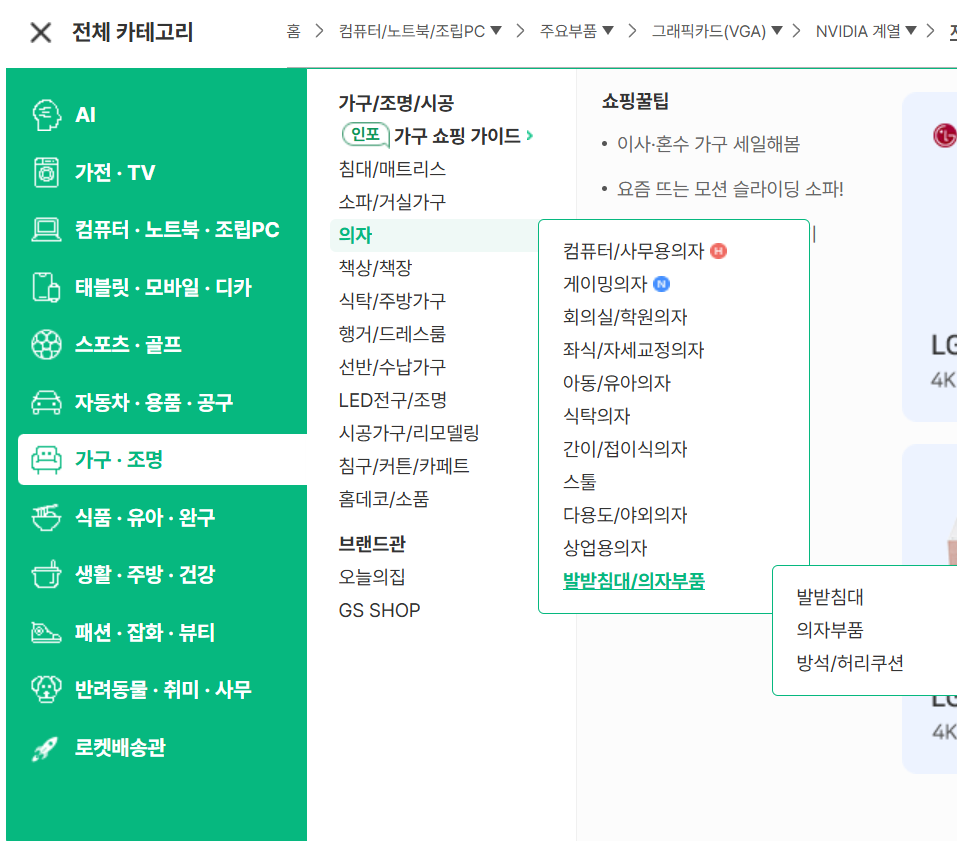 전체 카테고리
홈 > 컴퓨터/노트북/조립PC ▼ > 주요부품 ▼ > 그래픽카드(VGA) ▼ > NVIDIA 계열 ▼ >
AI
가전 · TV
컴퓨터 · 노트북 · 조립PC
태블릿 · 모바일 · 디카
스포츠 · 골프
자동차 · 용품 · 공구
가구 · 조명
식품 · 유아 · 완구
생활 · 주방 · 건강
패션 · 잡화 · 뷰티
반려동물 · 취미 · 사무
로켓배송관
가구/조명/시공
인포 가구 쇼핑 가이드 >
침대/매트리스
소파/거실가구
의자
책상/책장
식탁/주방가구
행거/드레스룸
선반/수납가구
LED전구/조명
시공가구/리모델링
침구/커튼/카페트
홈데코/소품
브랜드관
오늘의집
GS SHOP
쇼핑꿀팁
• 이사·혼수 가구 세일해봄
• 요즘 뜨는 모션 슬라이딩 소파!
컴퓨터/사무용의자 H
게이밍의자 N
회의실/학원의자
좌식/자세교정의자
아동/유아의자
식탁의자
간이/접이식의자
스툴
다용도/야외의자
상업용의자
발받침대/의자부품
발받침대
의자부품
방석/허리쿠션
LG
4K
LG
4K